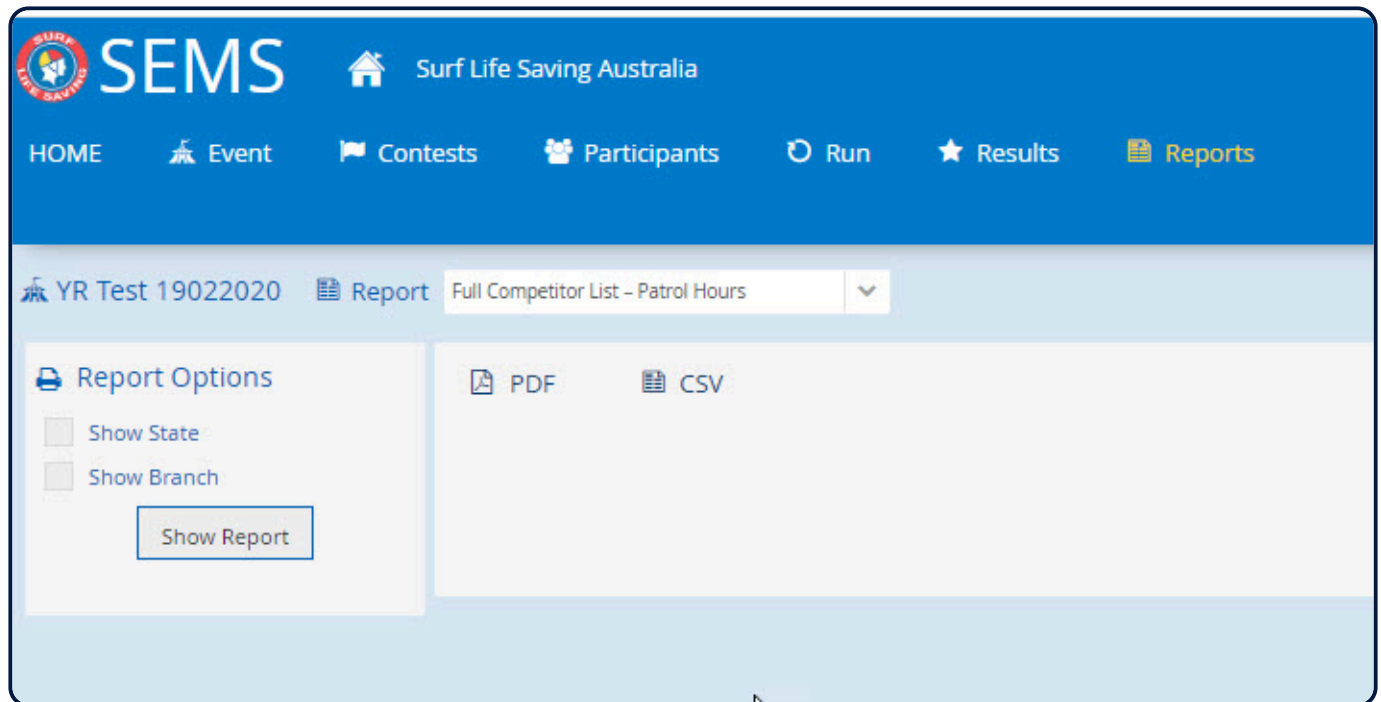 SURF
LIFE SAVING
SEMS
Surf Life Saving Australia
HOME Event Contests Participants Run Results Reports
YR Test 19022020 Report Full Competitor List – Patrol Hours
Report Options
PDF CSV
Show State
Show Branch
Show Report